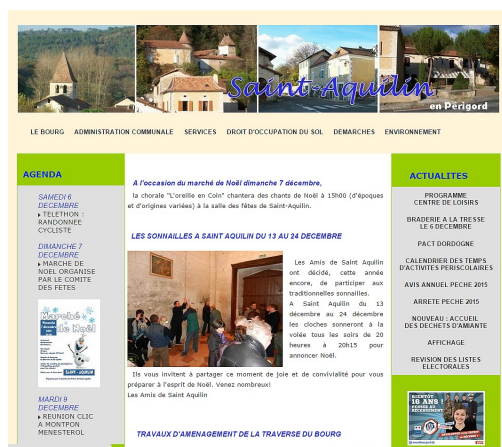 Saint-Aquilin
en Périgord
LE BOURG ADMINISTRATION COMMUNALE SERVICES DROIT D'OCCUPATION DU SOL DEMARCHES ENVIRONNEMENT
AGENDA
SAMEDI 6
DECEMBRE
TELETHON :
RANDONNEE
CYCLISTE
DIMANCHE 7
DECEMBRE
MARCHE DE
NOEL ORGANISE
PAR LE COMITE
DES FETES
Marché
de Noël
SAINT - AQUILIN
MARDI 9
DECEMBRE
REUNION CLIC
A MONTPON
MENESTEROL
A l'occasion du marché de Noël dimanche 7 décembre,
la chorale "L'oreille en Coin" chantera des chants de Noël à 15h00 (d'époques
et d'origines variées) à la salle des fêtes de Saint-Aquilin.
LES SONNAILLES A SAINT AQUILIN DU 13 AU 24 DECEMBRE
Les Amis de Saint Aquilin
ont décidé, cette année
encore, de participer aux
traditionnelles sonnailles.
A Saint Aquilin du 13
décembre au 24 décembre
les cloches sonneront à la
volée tous les soirs de 20
heures à 20h15 pour
annoncer Noël.
Ils vous invitent à partager ce moment de joie et de convivialité pour vous
préparer à l'esprit de Noël. Venez nombreux!
Les Amis de Saint Aquilin
TRAVAUX D'AMENAGEMENT DE LA TRAVERSE DU BOURG
ACTUALITES
PROGRAMME
CENTRE DE LOISIRS
BRADERIE A LA TRESSE
LE 6 DECEMBRE
PACT DORDOGNE
CALENDRIER DES TEMPS
D'ACTIVITES PERISCOLAIRES
AVIS ANNUEL PECHE 2015
ARRETE PECHE 2015
NOUVEAU : ACCUEIL
DES DECHETS D'AMIANTE
AFFICHAGE
REVISION DES LISTES
ELECTORALES
BIENTÔT
16 ANS !